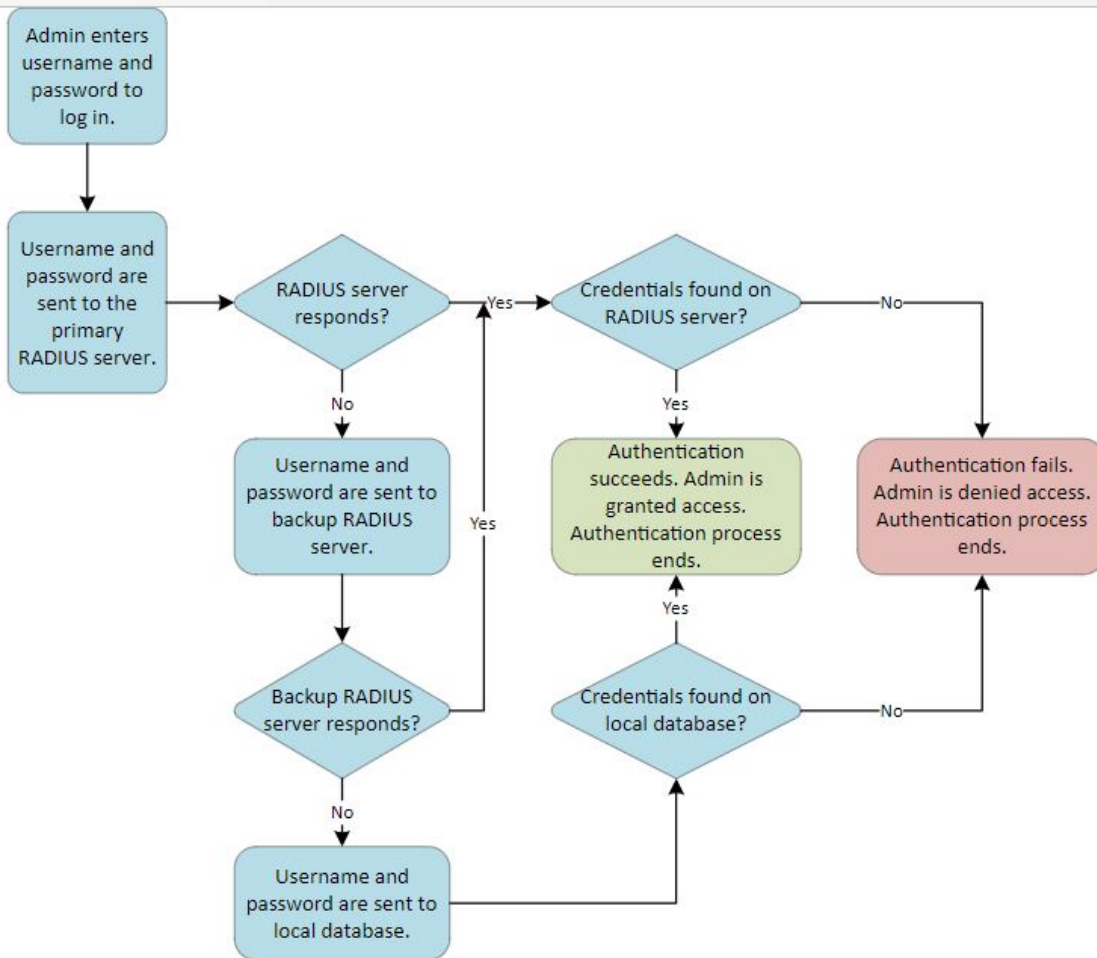 Admin enters
username and
password to
log in.
Username and
password are
sent to the
primary
RADIUS server.
RADIUS server
responds?
Yes
Credentials found on
RADIUS server?
No
No
Yes
Username and
password are sent to
backup RADIUS
server.
Yes
Authentication
succeeds. Admin is
granted access.
Authentication process
ends.
Authentication fails.
Admin is denied access.
Authentication process
ends.
Backup RADIUS
server responds?
Yes
Credentials found on
local database?
No
No
Username and
password are sent to
local database.